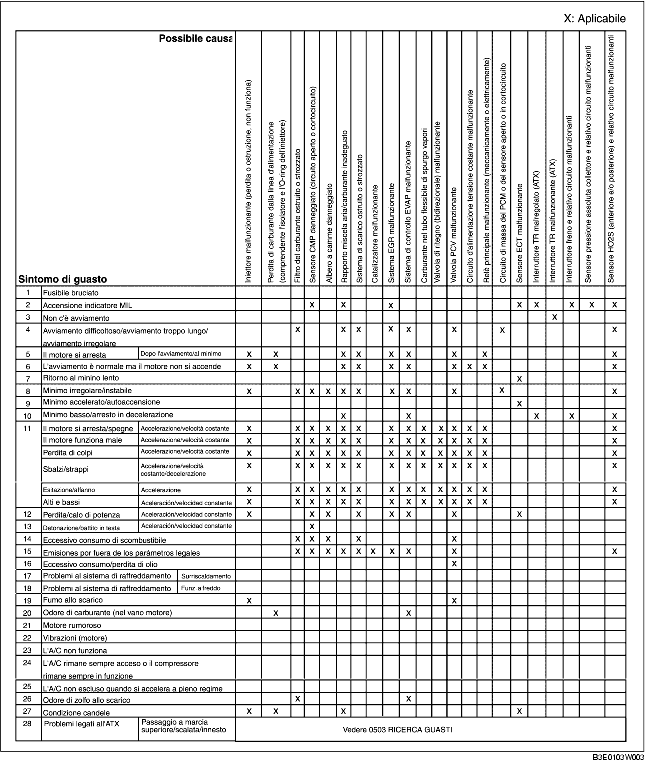 X: Aplicabile
Possibile causa
Iniettore malfunzionante (perdita o ostruzione, non funziona)
Perdita di carburante dalla linea d'alimentazione
(comprendente l'isolatore e l'O-ring dell'iniettore)
Filtro del carburante ostruito o strozzato
Sensore CMP danneggiato (circuito aperto o cortocircuito)
Albero a camme danneggiato
Rapporto miscela aria/carburante inadeguato
Sistema di scarico ostruito o strozzato
Catalizzatore malfunzionante
Sistema EGR malfunzionante
Sistema di controllo EVAP malfunzionante
Carburante nel tubo flessibile di spurgo vapori
Valvola di ritegno (bidirezionale) malfunzionante
Valvola PCV malfunzionante
Circuito d'alimentazione tensione costante malfunzionante
Relè principale malfunzionante (meccanicamente o elettricamente)
Circuito di massa del PCM o del sensore aperto o in cortocircuito
Sensore ECT malfunzionante
Interruttore TR malregolato (ATX)
Interruttore TR malfunzionante (ATX)
Interruttore freno e relativo circuito malfunzionanti
Sensore pressione assoluta collettore e relativo circuito malfunzionanti
Sensore HO2S (anteriore e/o posteriore) e relativo circuito malfunzionanti
Sintomo di guasto
1 Fusibile bruciato
2 Accensione indicatore MIL X X X X X X X X
3 Non c'è avviamento X
4 Avviamento difficoltoso/avviamento troppo lungo/ X X X X X X X X
avviamento irregolare
5 Il motore si arresta Dopo l'avviamento/al minimo X X X X X X X X X
6 L'avviamento è normale ma il motore non si accende X X X X X X X X X
7 Ritorno al minino lento X
8 Minimo irregolare/instabile X X X X X X X X X X X
9 Mínimo accelerato/autoaccensione X
10 Minimo basso/arresto in decelerazione X X X X X
11 Il motore si arresta/spegne Accelerazione/velocità costante X X X X X X X X X X X X X X
Il motore funziona male Accelerazione/velocità costante X X X X X X X X X X X X X X
Perdita di colpi Accelerazione/velocità costante X X X X X X X X X X X X X X
Sbalzi/strappi Accelerazione/velocità X X X X X X X X X X X X X X
costante/decelerazione
Esitazione/affanno Accelerazione X X X X X X X X X X X X X X
Alti e bassi Aceleración/velocidad constante X X X X X X X X X X X X X X
12 Perdita/calo di potenza Aceleración/velocidad constante X X X X X X X X
13 Detonazione/battito in testa Aceleración/velocidad constante X
14 Eccessivo consumo di scombustibile X X X X X
15 Emisiones por fuera de los parámetros legales X X X X X X X X X X
16 Eccessivo consumo/perdita di olio X
17 Problemi al sistema di raffreddamento Surriscaldamento
18 Problemi al sistema di raffreddamento Funz. a freddo
19 Fumo allo scarico X X
20 Odore di carburante (nel vano motore) X X
21 Motore rumoroso
22 Vibrazioni (motore)
23 L'A/C non funziona
24 L'A/C rimane sempre acceso o il compressore
rimane sempre in funzione
25 L'A/C non escluso quando si accelera a pieno regime
26 Odore di zolfo allo scarico X X
27 Condizione candele X X X X
28 Problemi legati all'ATX Passaggio a marcia
superiore/scalata/innesto
Vedere 0503 RICERCA GUASTI
B3E0103W003